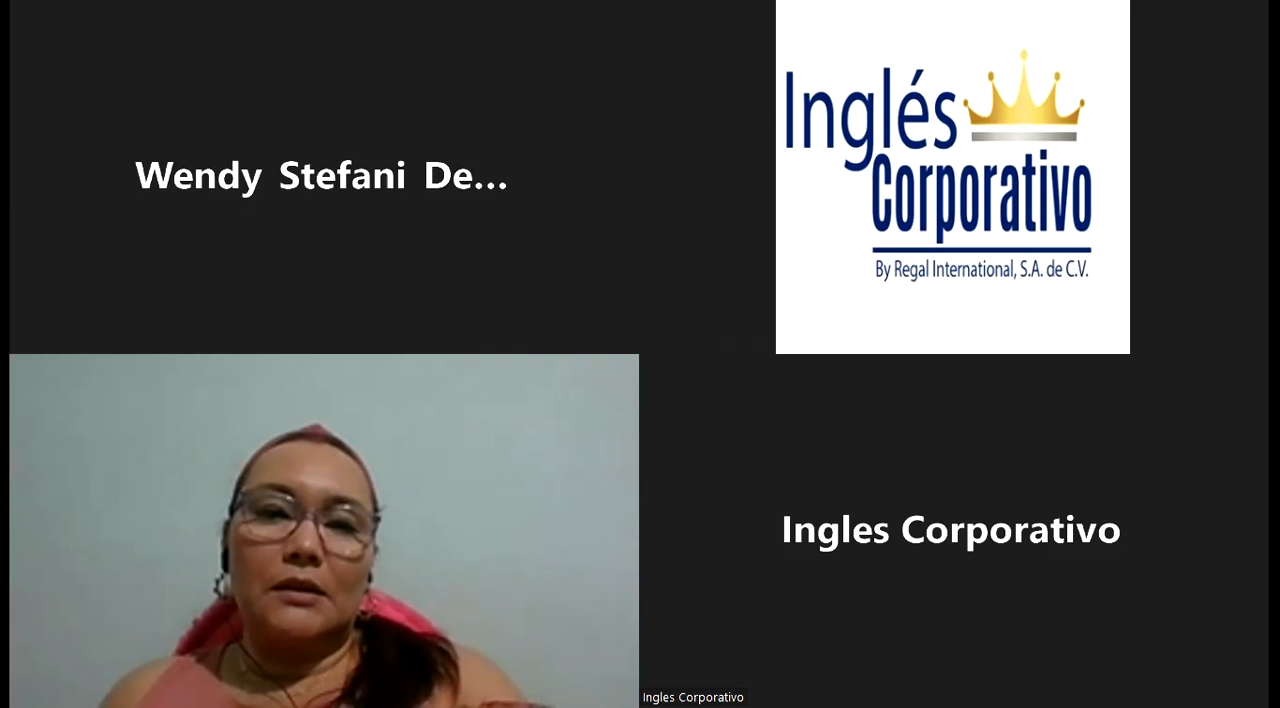 Wendy Stefani De...
Inglés
Corporativo
By Regal International, S.A. de C.V.
Ingles Corporativo
Ingles Corporativo